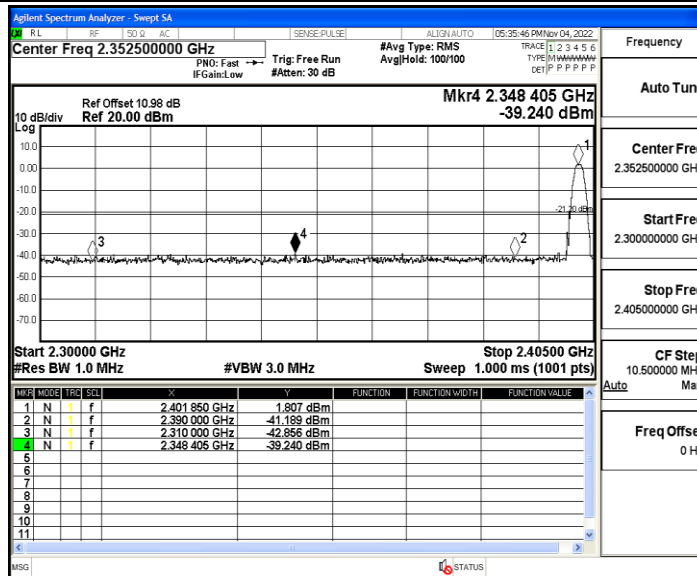 Agilent Spectrum Analyzer - Swept SA
RL RF 50 Ω AC SENSE:PULSE ALIGN AUTO 05:35:46 PM Nov 04, 2022
Center Freq 2.352500000 GHz
PNO: Fast
IFGain:Low
Trig: Free Run
#Atten: 30 dB
#Avg Type: RMS
Avg|Hold: 100/100
TRACE 1 2 3 4 5 6
TYPE M
DET P P P P P P
Frequency
Auto Tun
Center Fre
2.352500000 GH
Start Fre
2.300000000 GH
Stop Fre
2.405000000 GH
CF Ste
10.500000 MH
Auto Ma
Freq Offse
0 H
Mkr4 2.348 405 GHz
-39.240 dBm
Ref Offset 10.98 dB
10 dB/div Ref 20.00 dBm
Log
10.0
0.00
-10.0
-20.0
-30.0
-40.0
-50.0
-60.0
-70.0
1
-21.20 dBm
3
4
2
Start 2.30000 GHz Stop 2.40500 GHz
#Res BW 1.0 MHz #VBW 3.0 MHz Sweep 1.000 ms (1001 pts)
MKR MODE TRC SCL X Y FUNCTION FUNCTION WIDTH FUNCTION VALUE
1 N 1 f 2.401 850 GHz 1.807 dBm
2 N 1 f 2.390 000 GHz -41.189 dBm
3 N 1 f 2.310 000 GHz -42.856 dBm
4 N 1 f 2.348 405 GHz -39.240 dBm
5
6
7
8
9
10
11
MSG STATUS